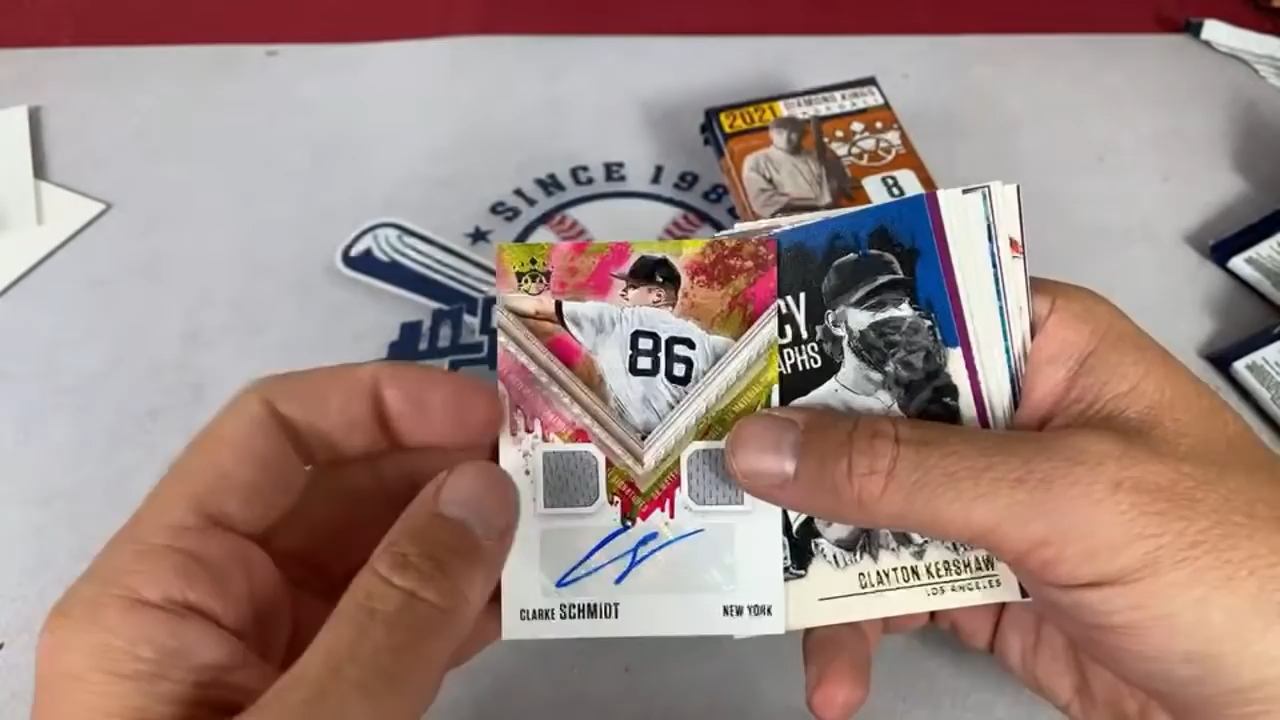 SINCE 198
2021
DIAMOND KINGS
8
86
CY
APHS
CLARKE SCHMIDT
NEW YORK
CLAYTON KERSHAW
LOS ANGELES